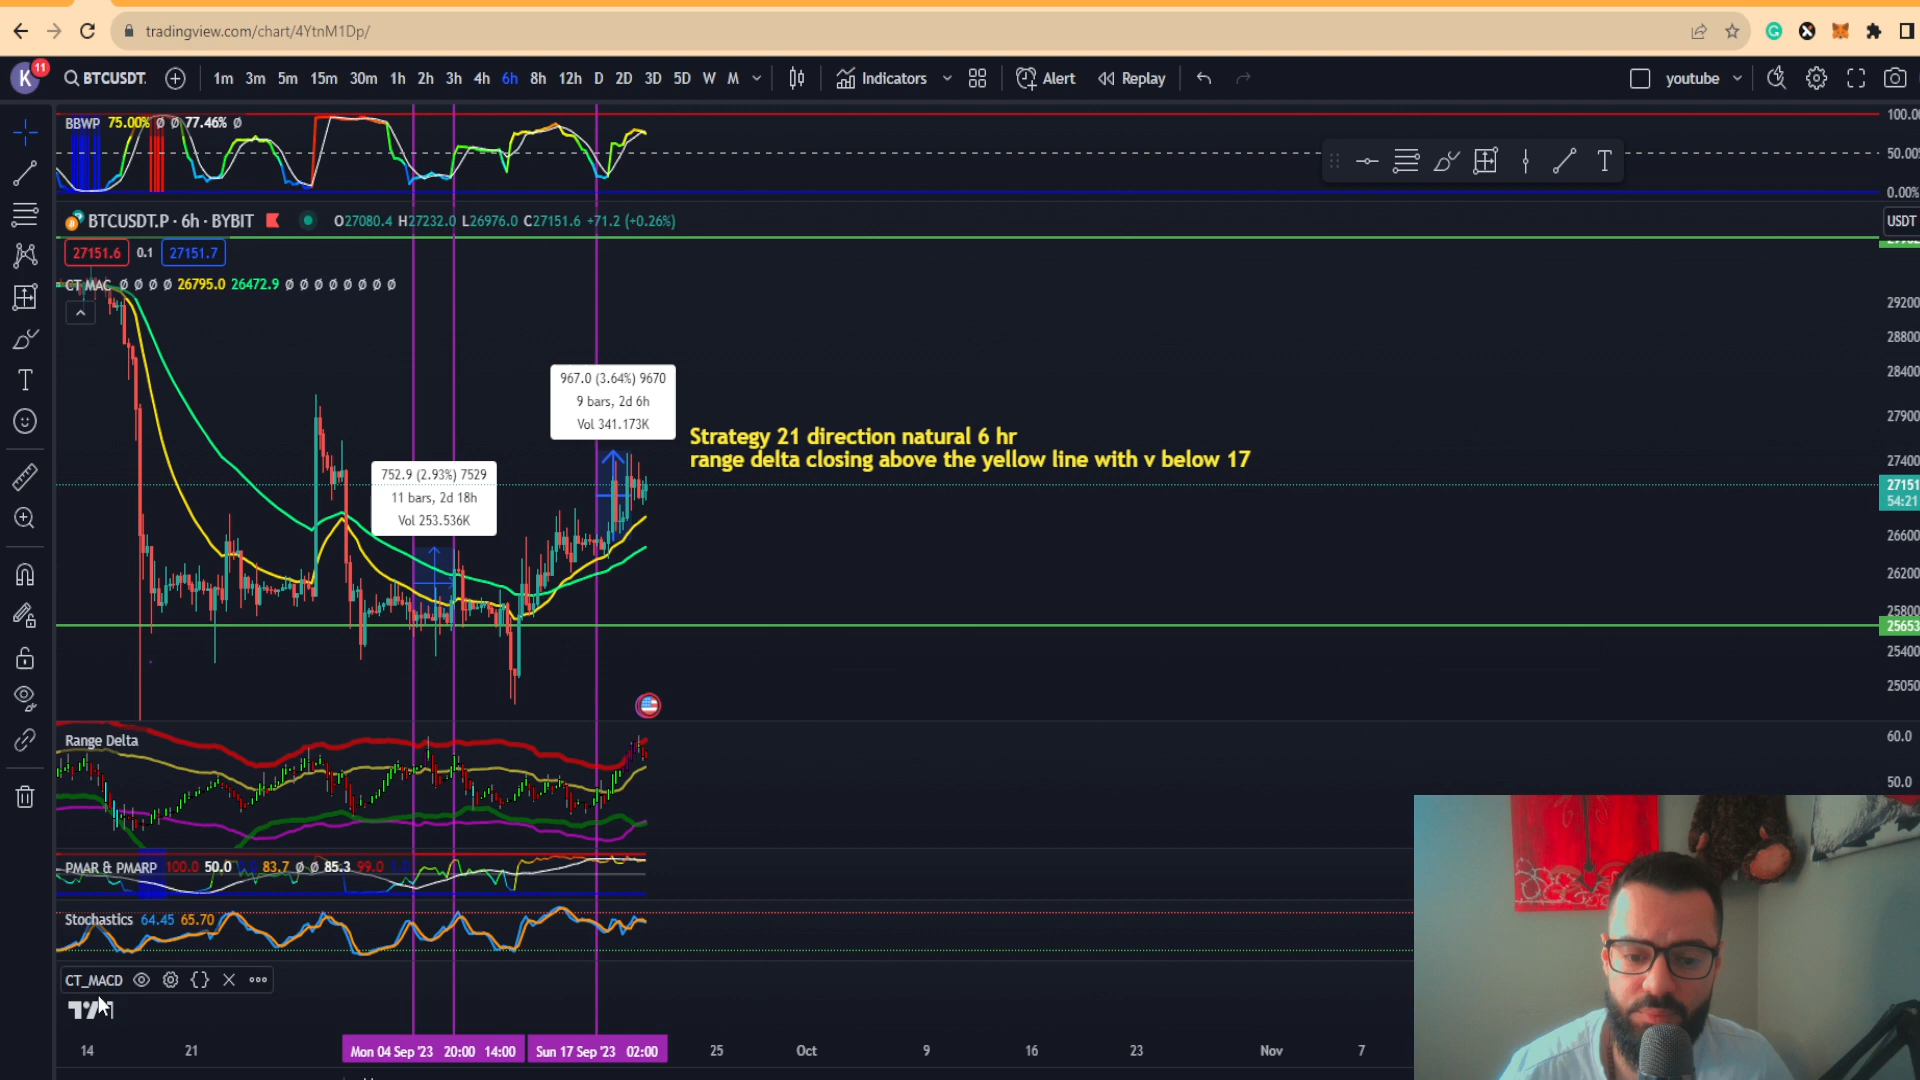 tradingview.com/chart/4YtnM1Dp/
K 11 BTCUSDT. 1m 3m 5m 15m 30m 1h 2h 3h 4h 6h 8h 12h D 2D 3D 5D W M Indicators Alert Replay youtube
BBWP 75.00% Ø Ø 77.46% Ø
100.0
50.00%
0.00%
BTCUSDT.P · 6h · BYBIT O27080.4 H27232.0 L26976.0 C27151.6 +71.2 (+0.26%)
USDT
27151.6 0.1 27151.7
CT MAC Ø Ø Ø Ø 26795.0 26472.9 Ø Ø Ø Ø Ø Ø Ø Ø
29200
28800
28400
27900
27400
27151
54:21
26600
26200
25800
25653
25400
25050
967.0 (3.64%) 9670
9 bars, 2d 6h
Vol 341.173K
Strategy 21 direction natural 6 hr
range delta closing above the yellow line with v below 17
752.9 (2.93%) 7529
11 bars, 2d 18h
Vol 253.536K
Range Delta
60.0
50.0
PMAR & PMARP 100.0 50.0 83.7 Ø Ø 85.3 99.0
Stochastics 64.45 65.70
CT_MACD
14 21 Mon 04 Sep '23 20:00 14:00 Sun 17 Sep '23 02:00 25 Oct 9 16 23 Nov 7